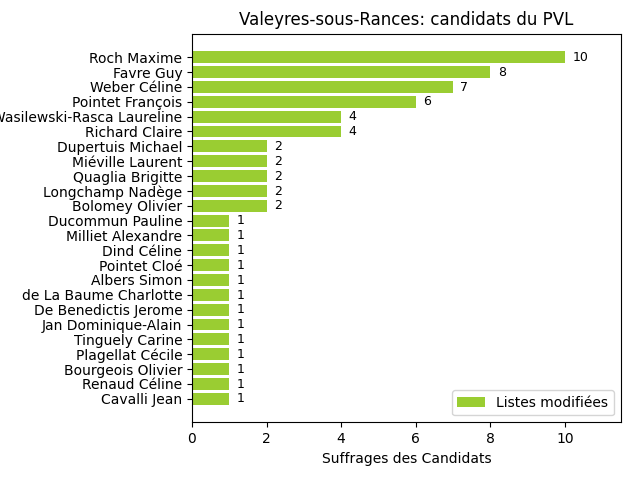 Valeyres-sous-Rances: candidats du PVL
Roch Maxime 10
Favre Guy 8
Weber Céline 7
Pointet François 6
Wasilewski-Rasca Laureline 4
Richard Claire 4
Dupertuis Michael 2
Miéville Laurent 2
Quaglia Brigitte 2
Longchamp Nadège 2
Bolomey Olivier 2
Ducommun Pauline 1
Milliet Alexandre 1
Dind Céline 1
Pointet Cloé 1
Albers Simon 1
de La Baume Charlotte 1
De Benedictis Jerome 1
Jan Dominique-Alain 1
Tinguely Carine 1
Plagellat Cécile 1
Bourgeois Olivier 1
Renaud Céline 1
Cavalli Jean 1
Listes modifiées
0 2 4 6 8 10
Suffrages des Candidats